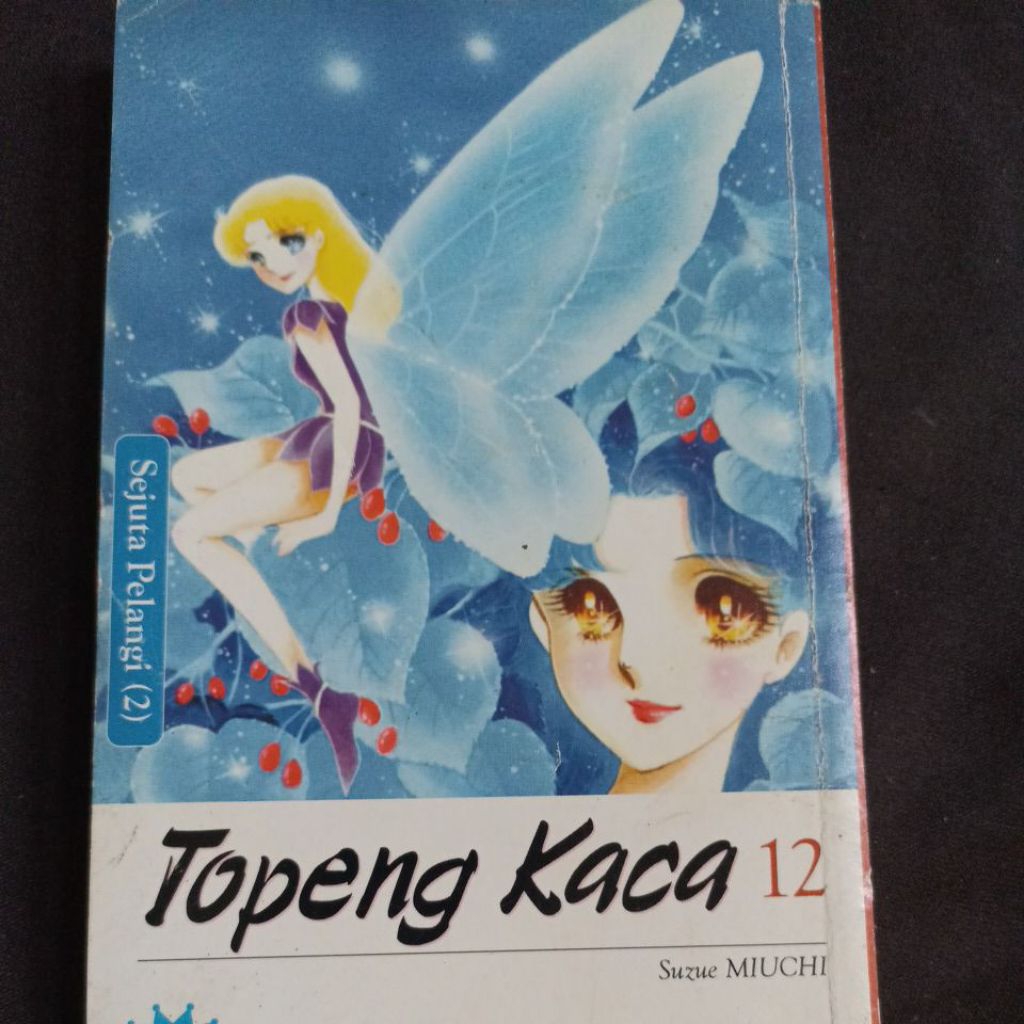 Sejuta Pelangi (2)
Topeng Kaca 12
Suzue MIUCHI